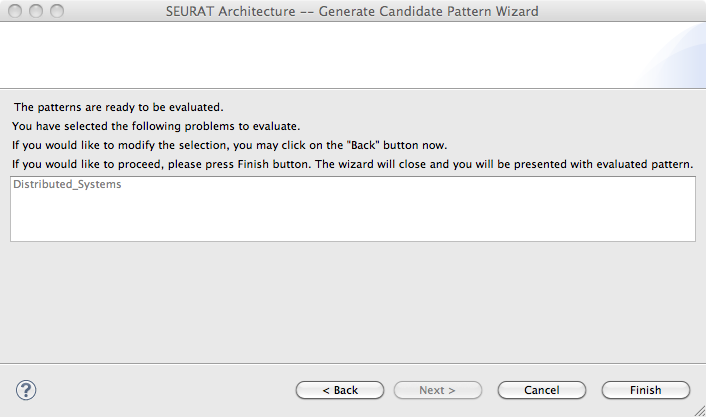 SEURAT Architecture -- Generate Candidate Pattern Wizard
The patterns are ready to be evaluated.
You have selected the following problems to evaluate.
If you would like to modify the selection, you may click on the "Back" button now.
If you would like to proceed, please press Finish button. The wizard will close and you will be presented with evaluated pattern.
Distributed_Systems
? < Back Next > Cancel Finish